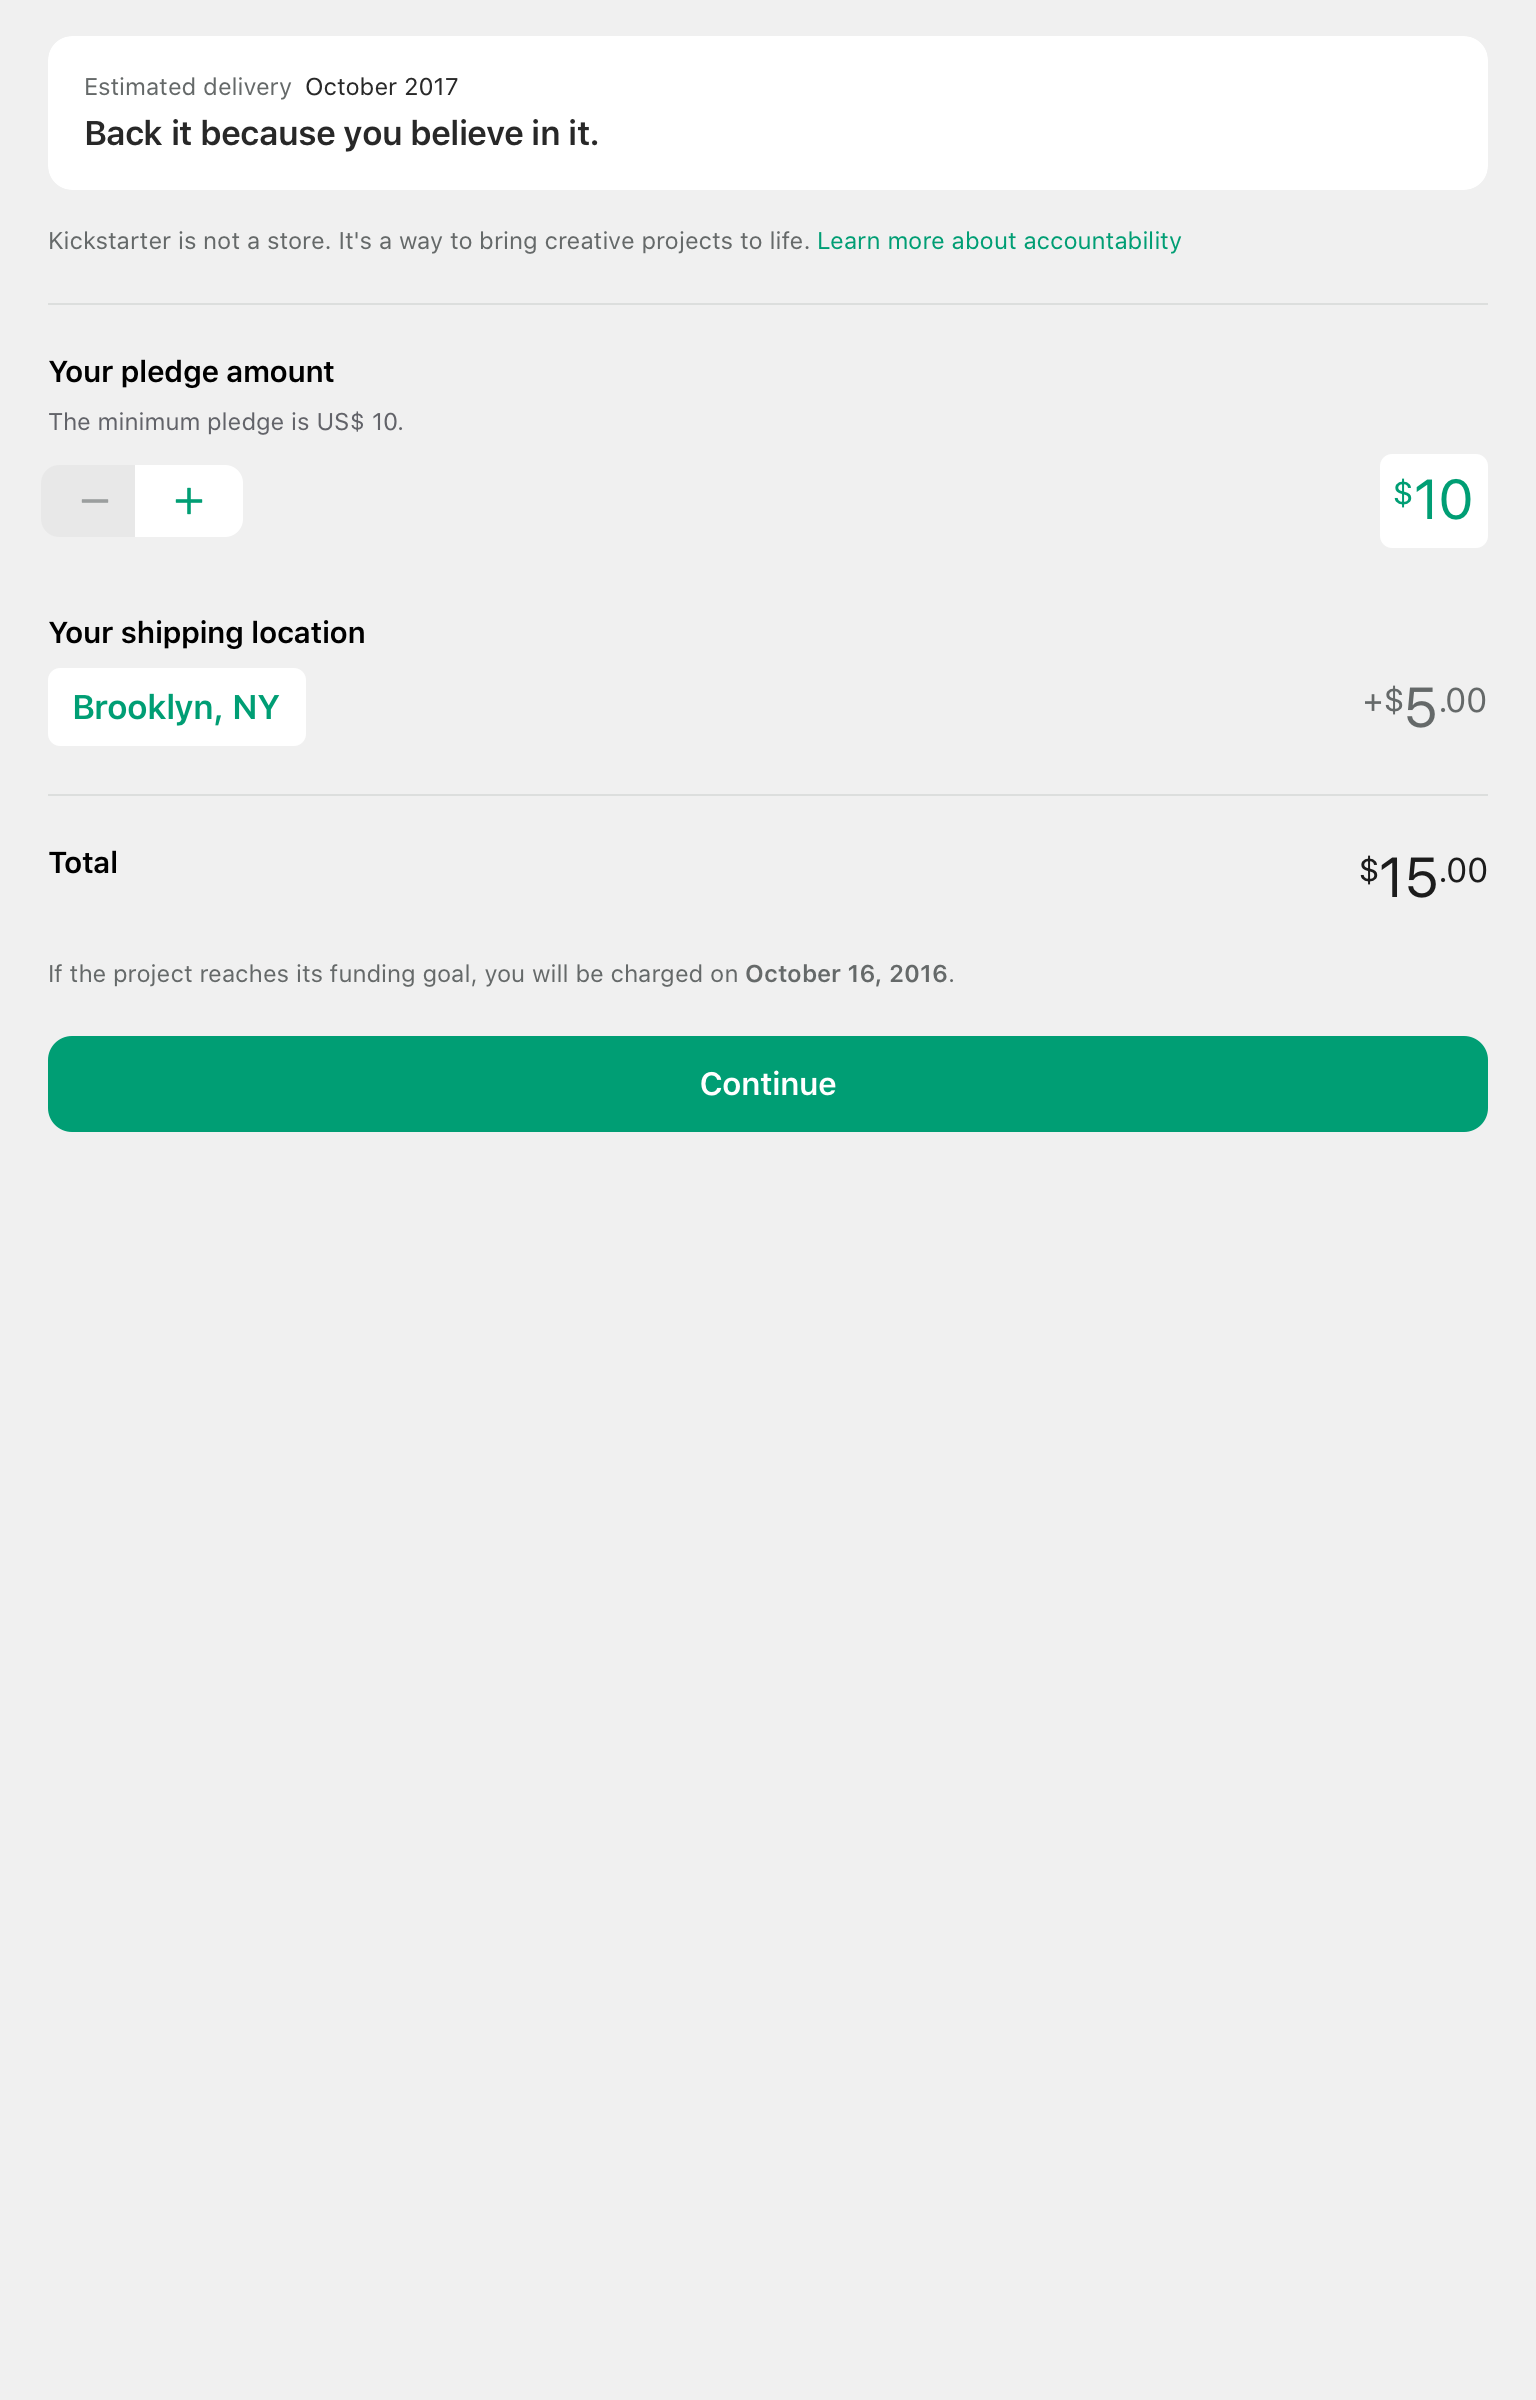 Estimated delivery October 2017
Back it because you believe in it.
Kickstarter is not a store. It's a way to bring creative projects to life. Learn more about accountability
Your pledge amount
The minimum pledge is US$ 10.
− + $10
Your shipping location
Brooklyn, NY +$5.00
Total $15.00
If the project reaches its funding goal, you will be charged on October 16, 2016.
Continue